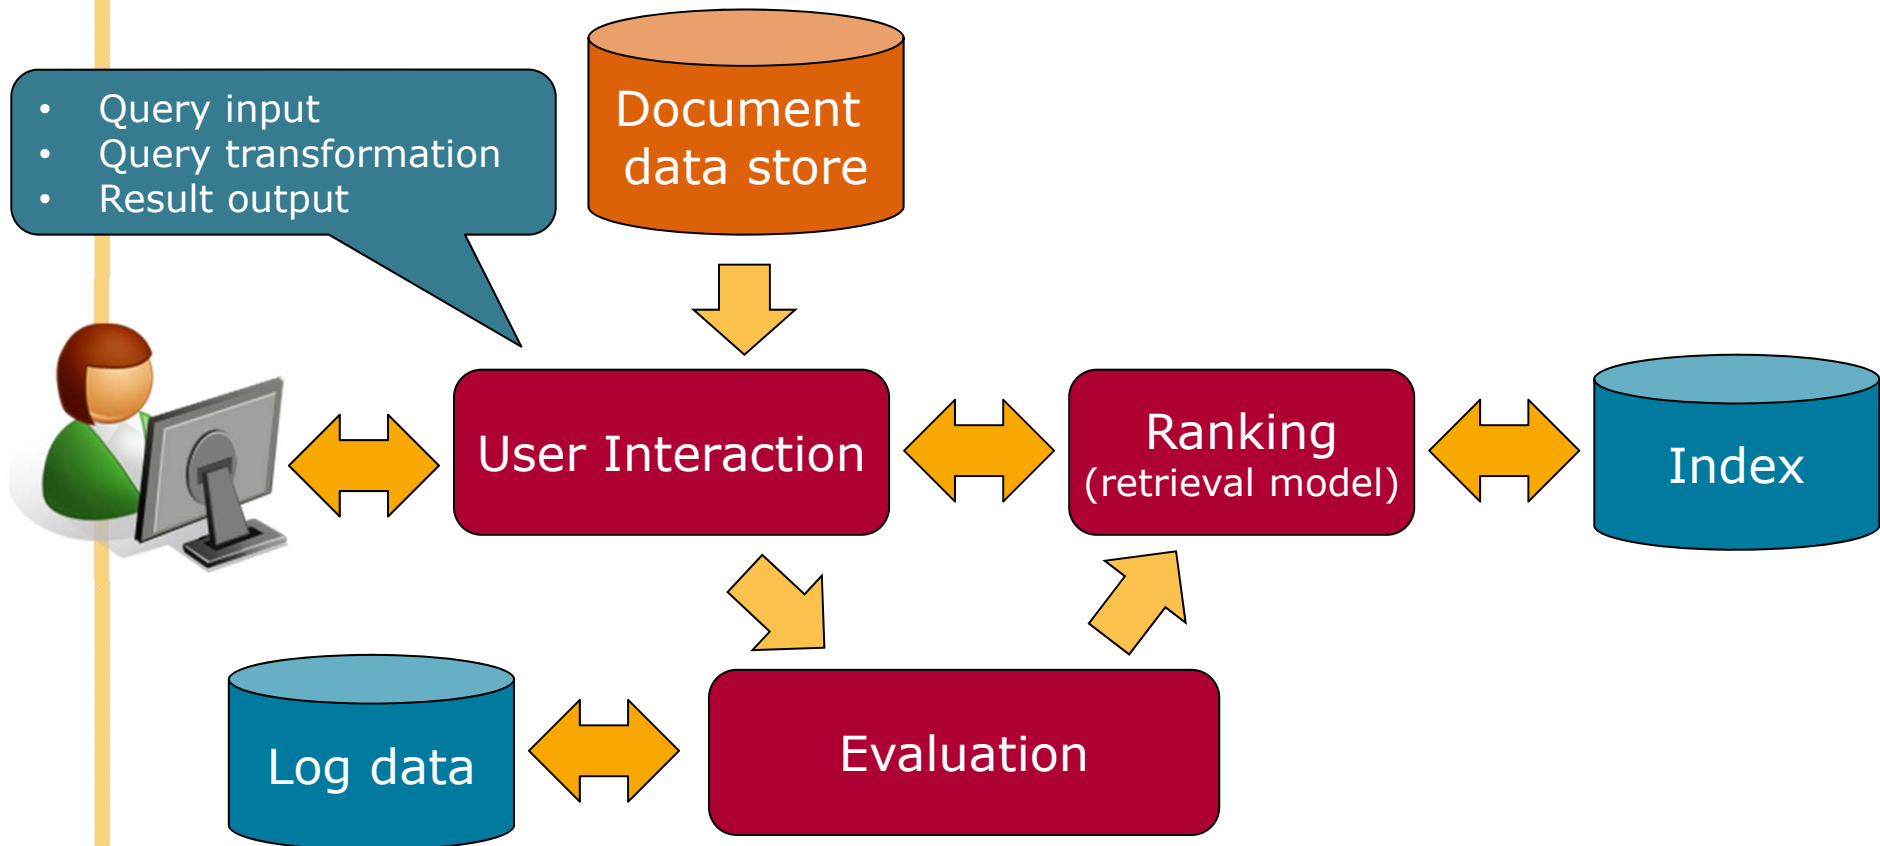 • Query input
• Query transformation
• Result output
Document
data store
User Interaction
Ranking
(retrieval model)
Index
Log data
Evaluation